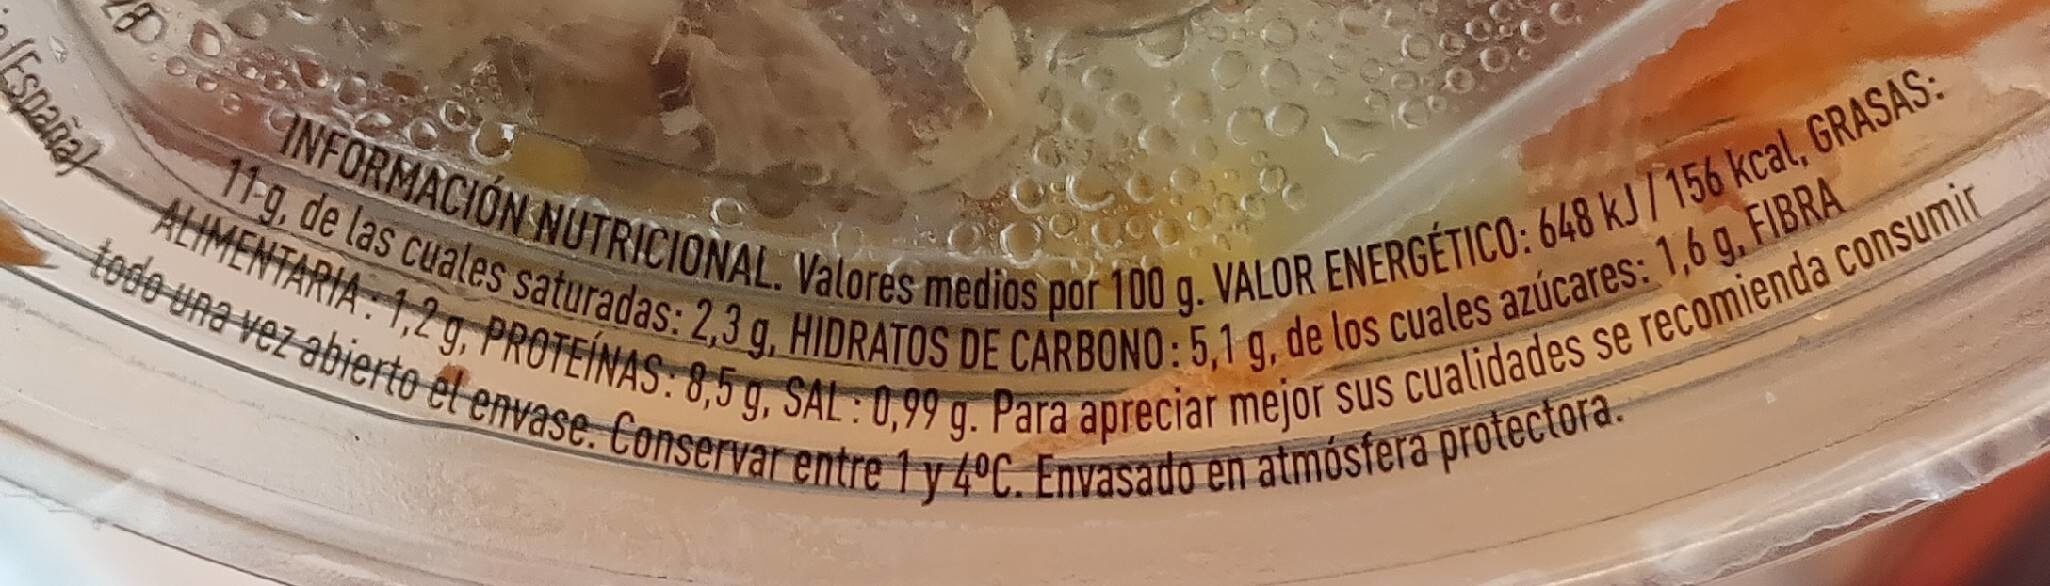 (España)
INFORMACIÓN NUTRICIONAL. Valores medios por 100 g. VALOR ENERGÉTICO: 648 kJ / 156 kcal, GRASAS:
11 g, de las cuales saturadas: 2,3 g, HIDRATOS DE CARBONO: 5,1 g, de los cuales azúcares: 1,6 g, FIBRA
ALIMENTARIA: 1,2 g, PROTEÍNAS: 8,5 g, SAL: 0,99 g. Para apreciar mejor sus cualidades se recomienda consumir
todo una vez abierto el envase. Conservar entre 1 y 4ºC. Envasado en atmósfera protectora.